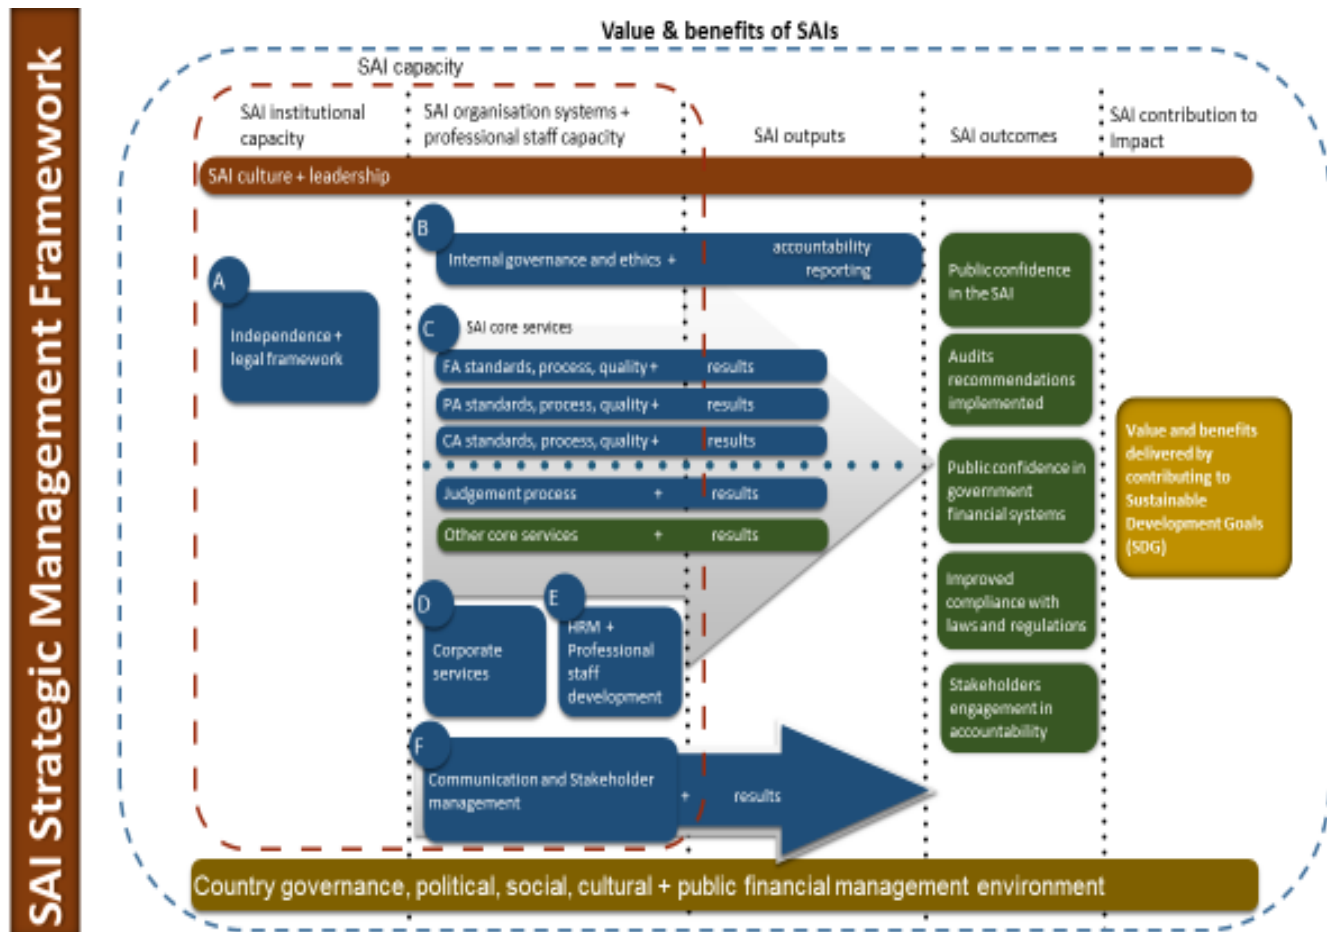 SAI Strategic Management Framework
Value & benefits of SAIs
SAI capacity
SAI institutional
capacity
SAI organisation systems +
professional staff capacity
SAI outputs
SAI outcomes
SAI contribution to
Impact
SAI culture + leadership
A
Independence +
legal framework
B
Internal governance and ethics +
accountability
reporting
C
SAI core services
FA standards, process, quality + results
PA standards, process, quality + results
CA standards, process, quality + results
Judgement process + results
Other core services + results
D
Corporate
services
E
HRM +
Professional
staff
development
F
Communication and Stakeholder
management
+ results
Public confidence
in the SAI
Audits
recommendations
implemented
Public confidence in
government
financial systems
Improved
compliance with
laws and regulations
Stakeholders
engagement in
accountability
Value and benefits
delivered by
contributing to
Sustainable
Development Goals
(SDG)
Country governance, political, social, cultural + public financial management environment